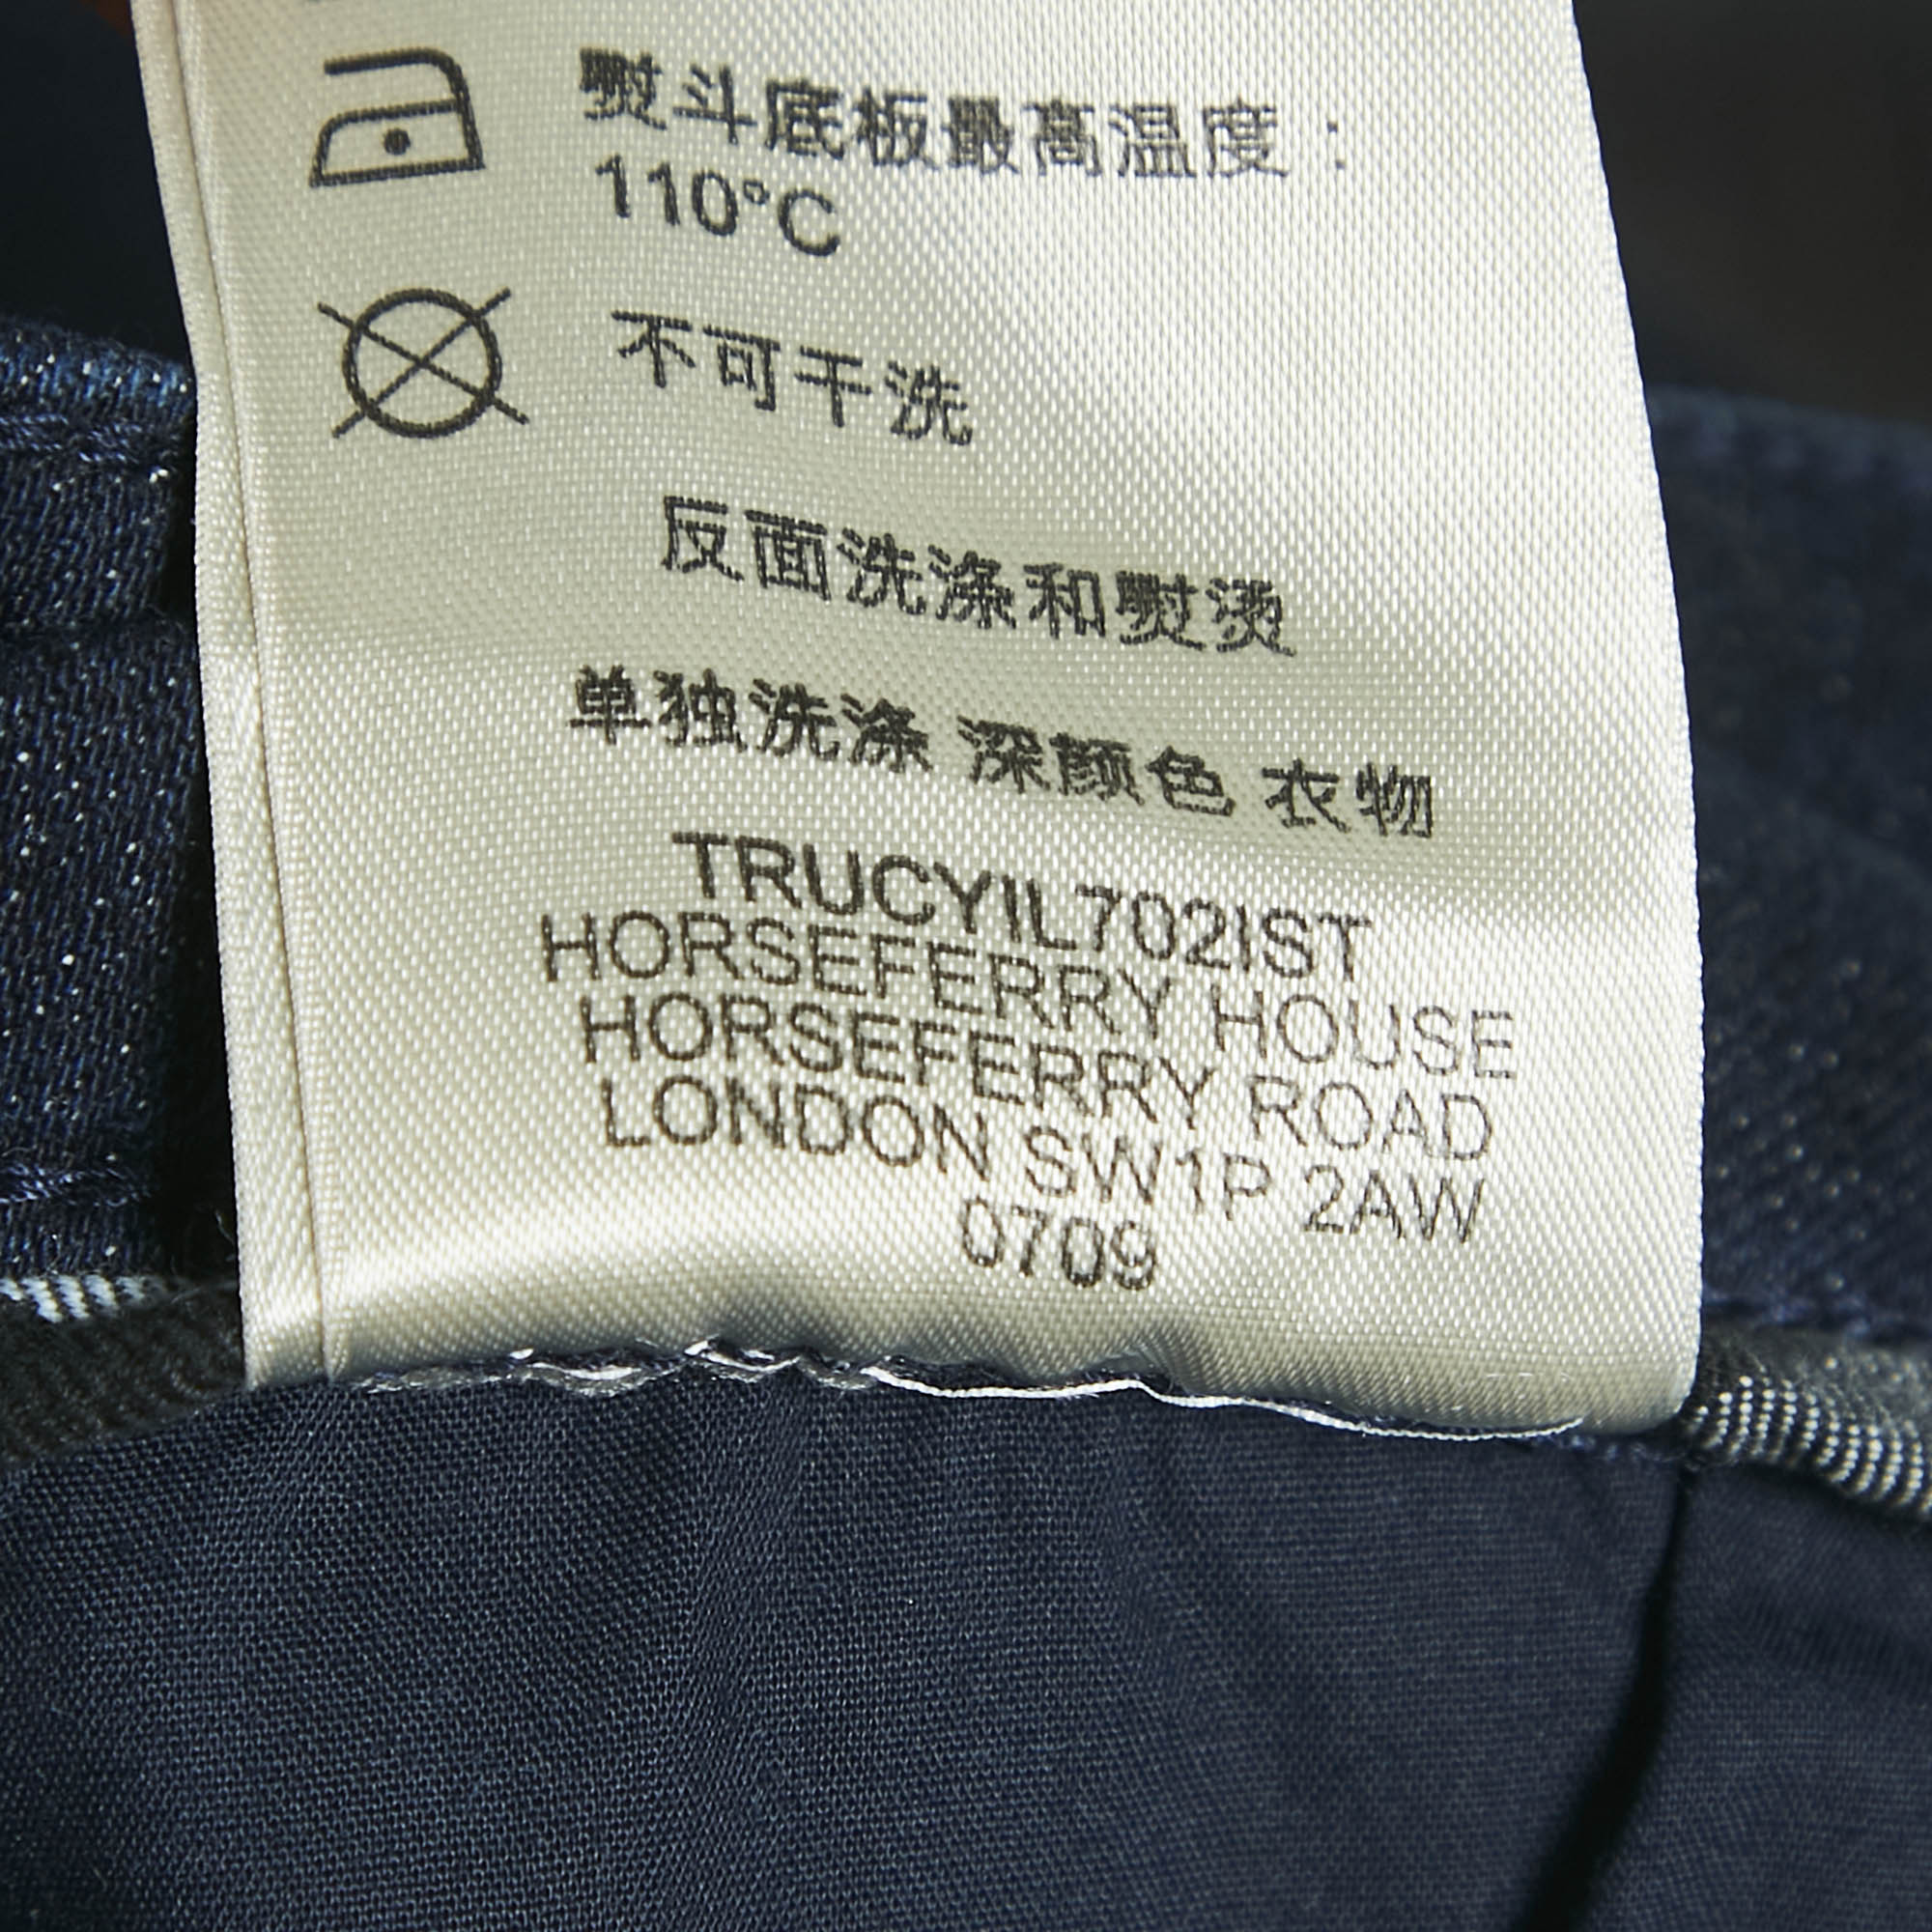 熨斗底板最高温度：
110°C
不可干洗
反面洗涤和熨烫
单独洗涤 深颜色 衣物
TRUCYIL702IST
HORSEFERRY HOUSE
HORSEFERRY ROAD
LONDON SW1P 2AW
0709